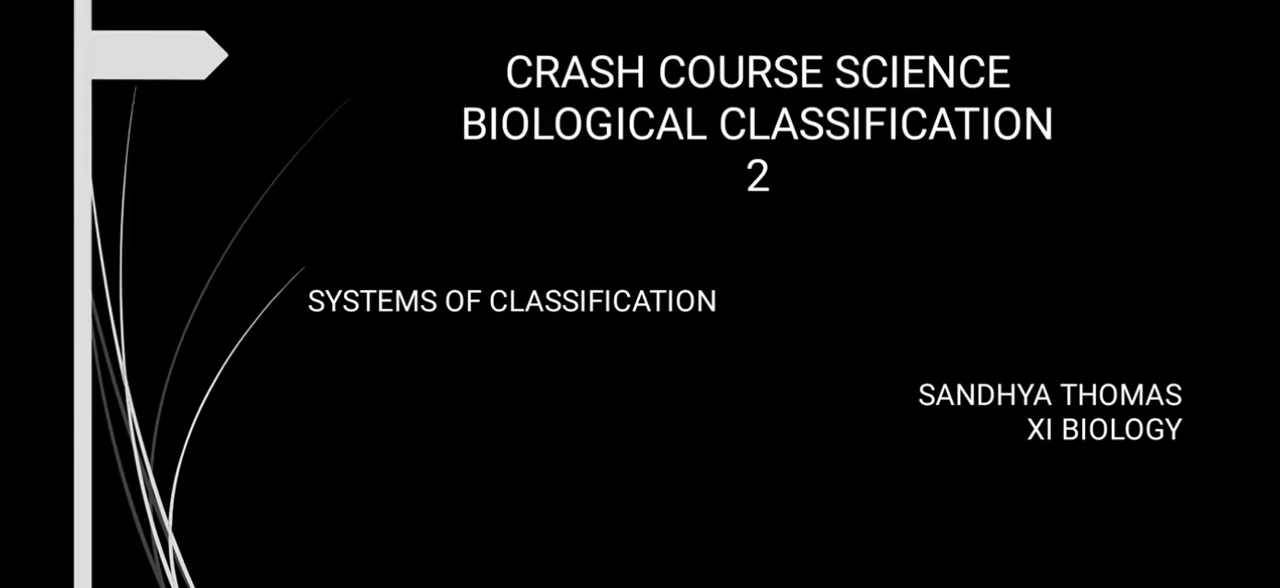 CRASH COURSE SCIENCE
BIOLOGICAL CLASSIFICATION
2
SYSTEMS OF CLASSIFICATION
SANDHYA THOMAS
XI BIOLOGY